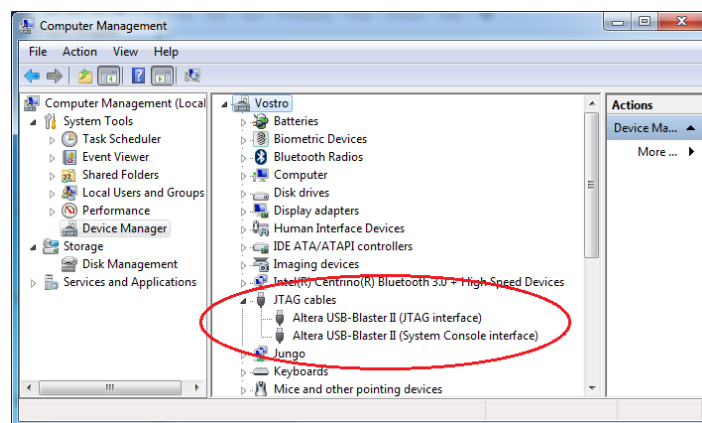 Computer Management
File Action View Help
Computer Management (Local
System Tools
Task Scheduler
Event Viewer
Shared Folders
Local Users and Groups
Performance
Device Manager
Storage
Disk Management
Services and Applications
Vostro
Batteries
Biometric Devices
Bluetooth Radios
Computer
Disk drives
Display adapters
Human Interface Devices
IDE ATA/ATAPI controllers
Imaging devices
Intel(R) Centrino(R) Bluetooth 3.0 + High Speed Devices
JTAG cables
Altera USB-Blaster II (JTAG interface)
Altera USB-Blaster II (System Console interface)
Jungo
Keyboards
Mice and other pointing devices
Actions
Device Ma...
More ...